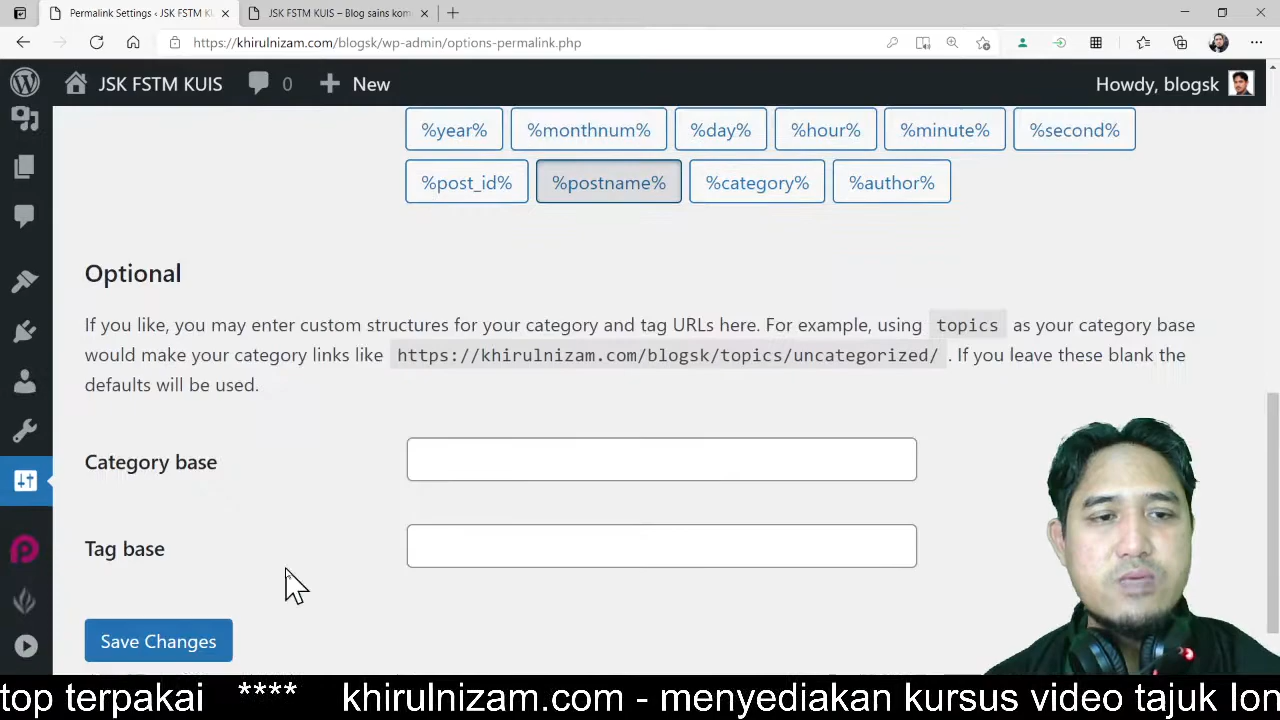 Permalink Settings ‹ JSK FSTM KU
JSK FSTM KUIS – Blog sains kom
https://khirulnizam.com/blogsk/wp-admin/options-permalink.php
JSK FSTM KUIS 0 New Howdy, blogsk
%year% %monthnum% %day% %hour% %minute% %second%
%post_id% %postname% %category% %author%
Optional
If you like, you may enter custom structures for your category and tag URLs here. For example, using topics as your category base
would make your category links like https://khirulnizam.com/blogsk/topics/uncategorized/ . If you leave these blank the
defaults will be used.
Category base
Tag base
Save Changes
top terpakai **** khirulnizam.com - menyediakan kursus video tajuk lon